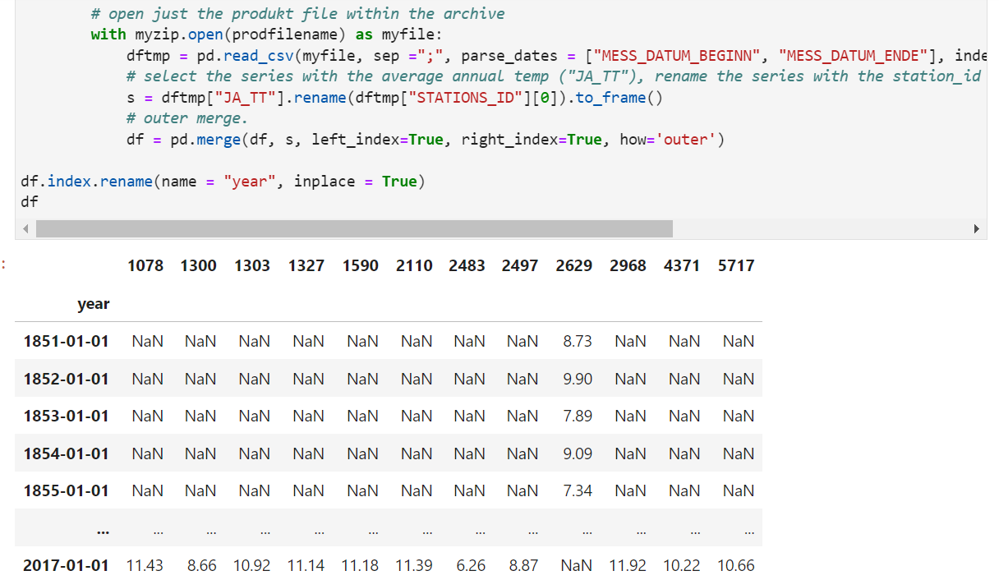 # open just the produkt file within the archive
with myzip.open(prodfilename) as myfile:
dftmp = pd.read_csv(myfile, sep =";", parse_dates = ["MESS_DATUM_BEGINN", "MESS_DATUM_ENDE"], inde
# select the series with the average annual temp ("JA_TT"), rename the series with the station_id
s = dftmp["JA_TT"].rename(dftmp["STATIONS_ID"][0]).to_frame()
# outer merge.
df = pd.merge(df, s, left_index=True, right_index=True, how='outer')
df.index.rename(name = "year", inplace = True)
df
:
1078 1300 1303 1327 1590 2110 2483 2497 2629 2968 4371 5717
year
1851-01-01 NaN NaN NaN NaN NaN NaN NaN NaN 8.73 NaN NaN NaN
1852-01-01 NaN NaN NaN NaN NaN NaN NaN NaN 9.90 NaN NaN NaN
1853-01-01 NaN NaN NaN NaN NaN NaN NaN NaN 7.89 NaN NaN NaN
1854-01-01 NaN NaN NaN NaN NaN NaN NaN NaN 9.09 NaN NaN NaN
1855-01-01 NaN NaN NaN NaN NaN NaN NaN NaN 7.34 NaN NaN NaN
... ... ... ... ... ... ... ... ... ... ... ... ...
2017-01-01 11.43 8.66 10.92 11.14 11.18 11.39 6.26 8.87 NaN 11.92 10.22 10.66